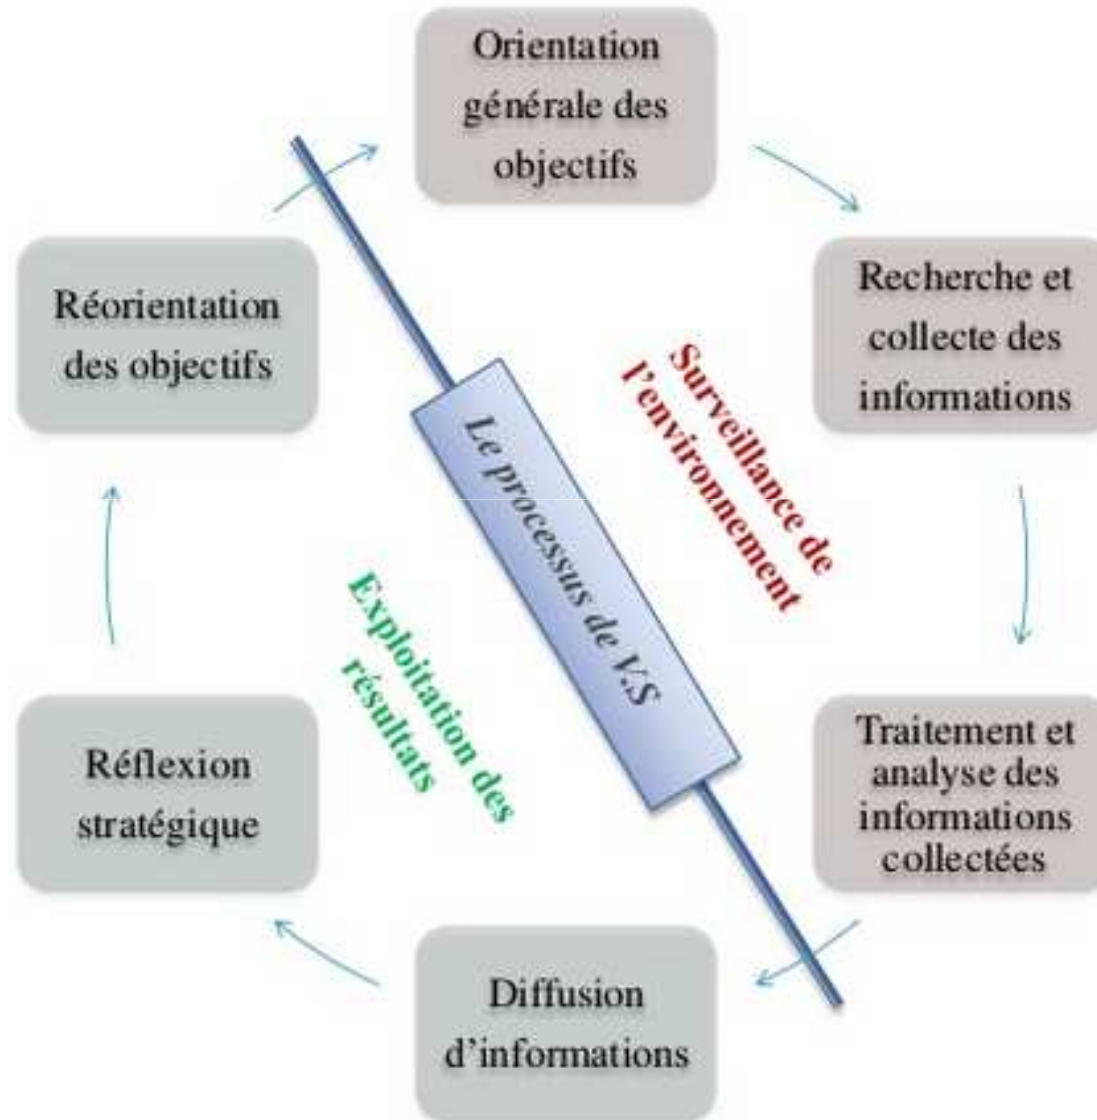 Orientation
générale des
objectifs
Recherche et
collecte des
informations
Traitement et
analyse des
informations
collectées
Diffusion
d'informations
Réflexion
stratégique
Réorientation
des objectifs
Surveillance de
l'environnement
Le processus de V.S
Exploitation des
résultats